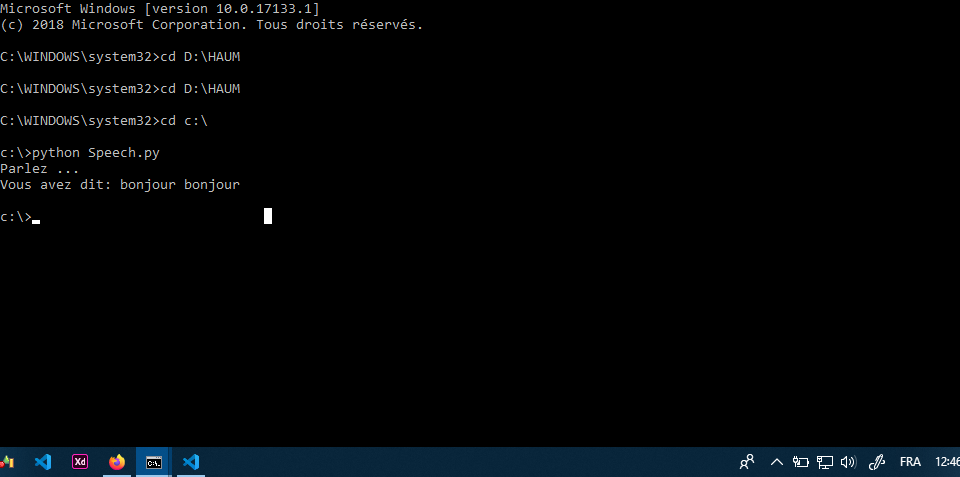 Microsoft Windows [version 10.0.17133.1]
(c) 2018 Microsoft Corporation. Tous droits réservés.
C:\WINDOWS\system32>cd D:\HAUM
C:\WINDOWS\system32>cd D:\HAUM
C:\WINDOWS\system32>cd c:\
c:\>python Speech.py
Parlez ...
Vous avez dit: bonjour bonjour
c:\>
Xd
C:\.
FRA
12:46